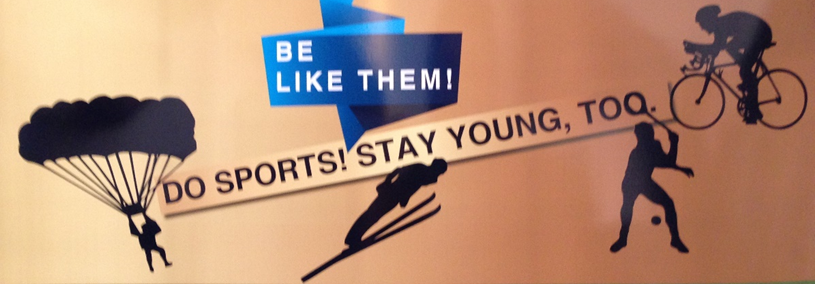 BE
LIKE THEM!
DO SPORTS! STAY YOUNG, TOO.